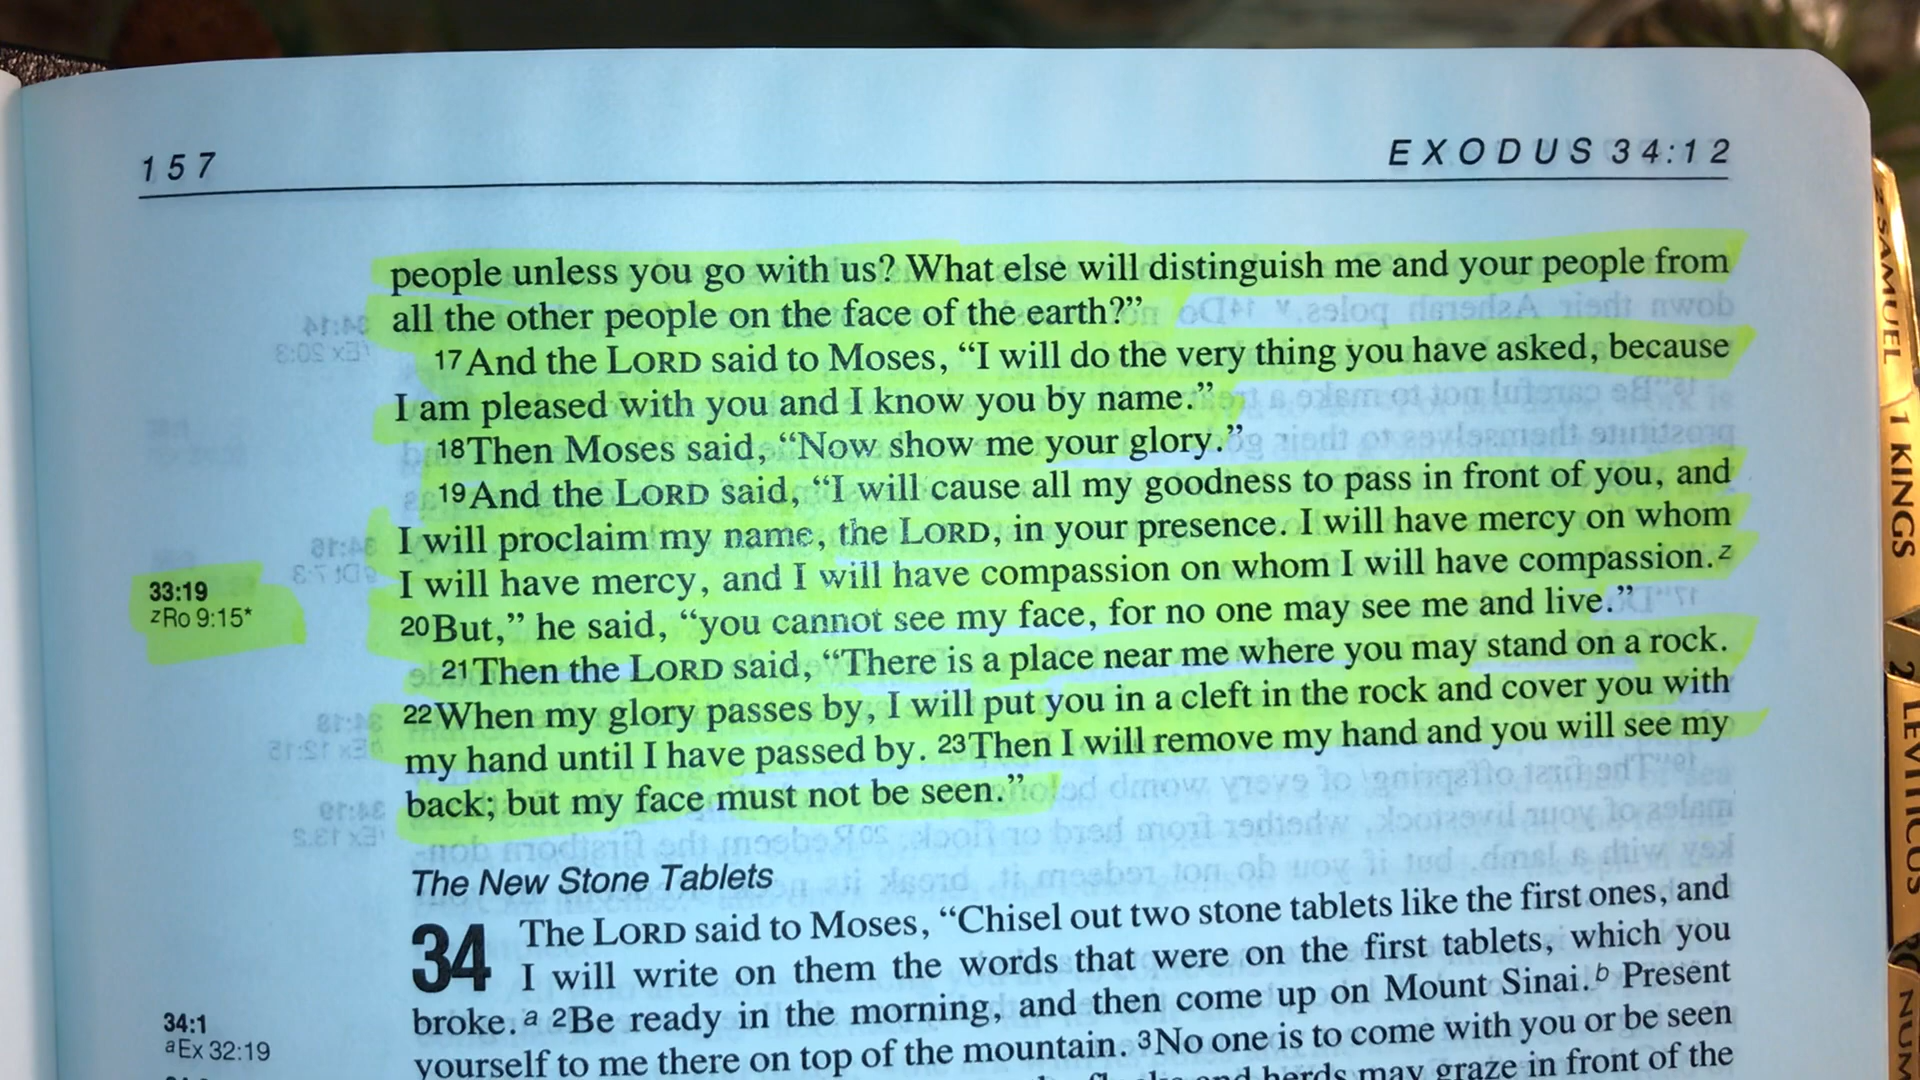 157
EXODUS 34:12
people unless you go with us? What else will distinguish me and your people from
all the other people on the face of the earth?”
17And the LORD said to Moses, “I will do the very thing you have asked, because
I am pleased with you and I know you by name.”
18Then Moses said, “Now show me your glory.”
19And the LORD said, “I will cause all my goodness to pass in front of you, and
I will proclaim my name, the LORD, in your presence. I will have mercy on whom
I will have mercy, and I will have compassion on whom I will have compassion.z
20But,” he said, “you cannot see my face, for no one may see me and live.”
21Then the LORD said, “There is a place near me where you may stand on a rock.
22When my glory passes by, I will put you in a cleft in the rock and cover you with
my hand until I have passed by. 23Then I will remove my hand and you will see my
back; but my face must not be seen.”
33:19
zRo 9:15*
The New Stone Tablets
34 The LORD said to Moses, “Chisel out two stone tablets like the first ones, and
I will write on them the words that were on the first tablets, which you
broke.a 2Be ready in the morning, and then come up on Mount Sinai.b Present
yourself to me there on top of the mountain. 3No one is to come with you or be seen
and herds may graze in front of the
34:1
aEx 32:19
2 SAMUEL
1 KINGS
2
LEVITICUS
NUM